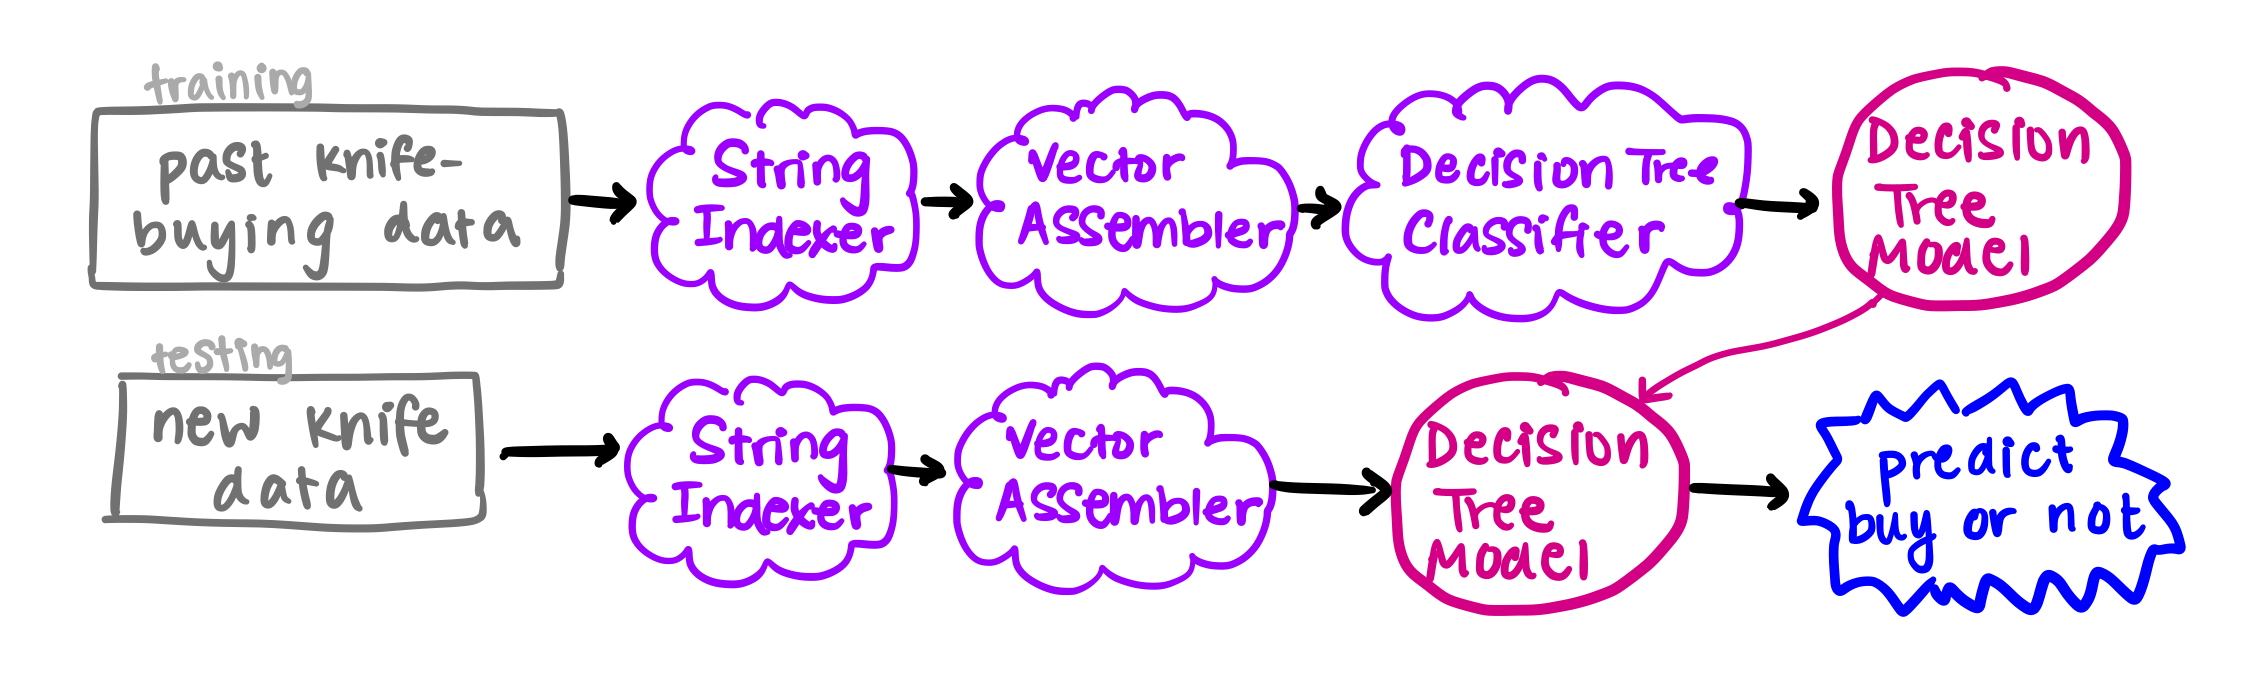 training
past knife-
buying data
String
Indexer
Vector
Assembler
Decision Tree
Classifier
Decision
Tree
Model
testing
new knife
data
String
Indexer
Vector
Assembler
Decision
Tree
Model
predict
buy or not